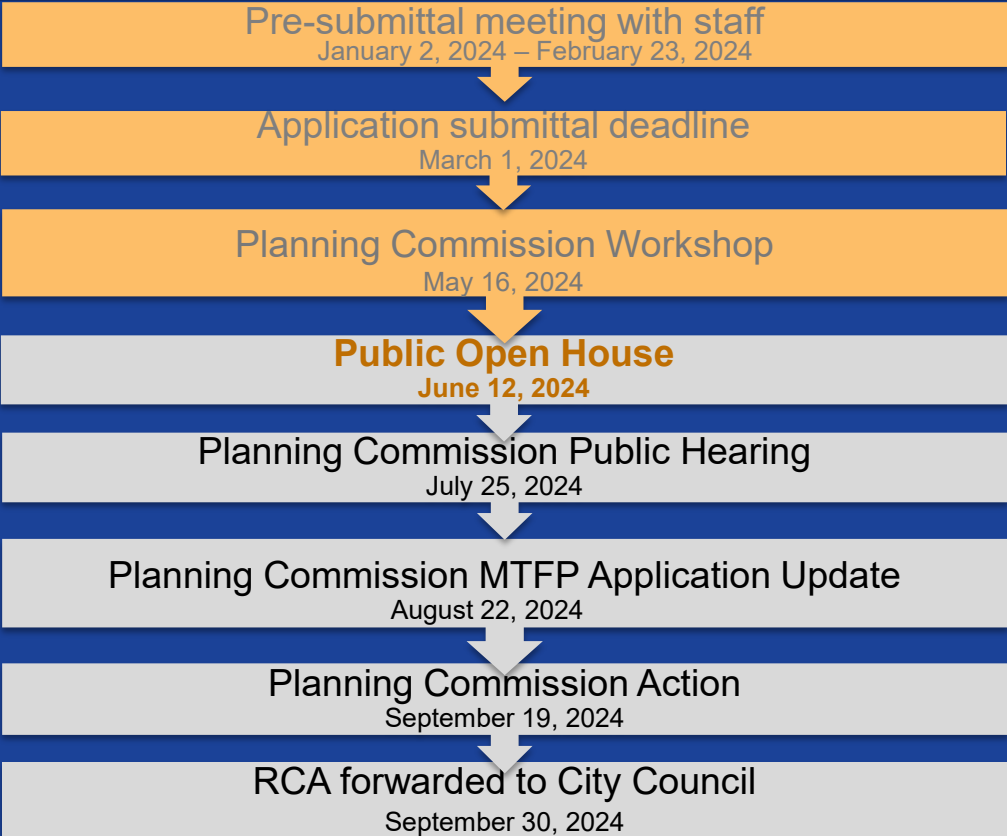 Pre-submittal meeting with staff
January 2, 2024 – February 23, 2024
Application submittal deadline
March 1, 2024
Planning Commission Workshop
May 16, 2024
Public Open House
June 12, 2024
Planning Commission Public Hearing
July 25, 2024
Planning Commission MTFP Application Update
August 22, 2024
Planning Commission Action
September 19, 2024
RCA forwarded to City Council
September 30, 2024